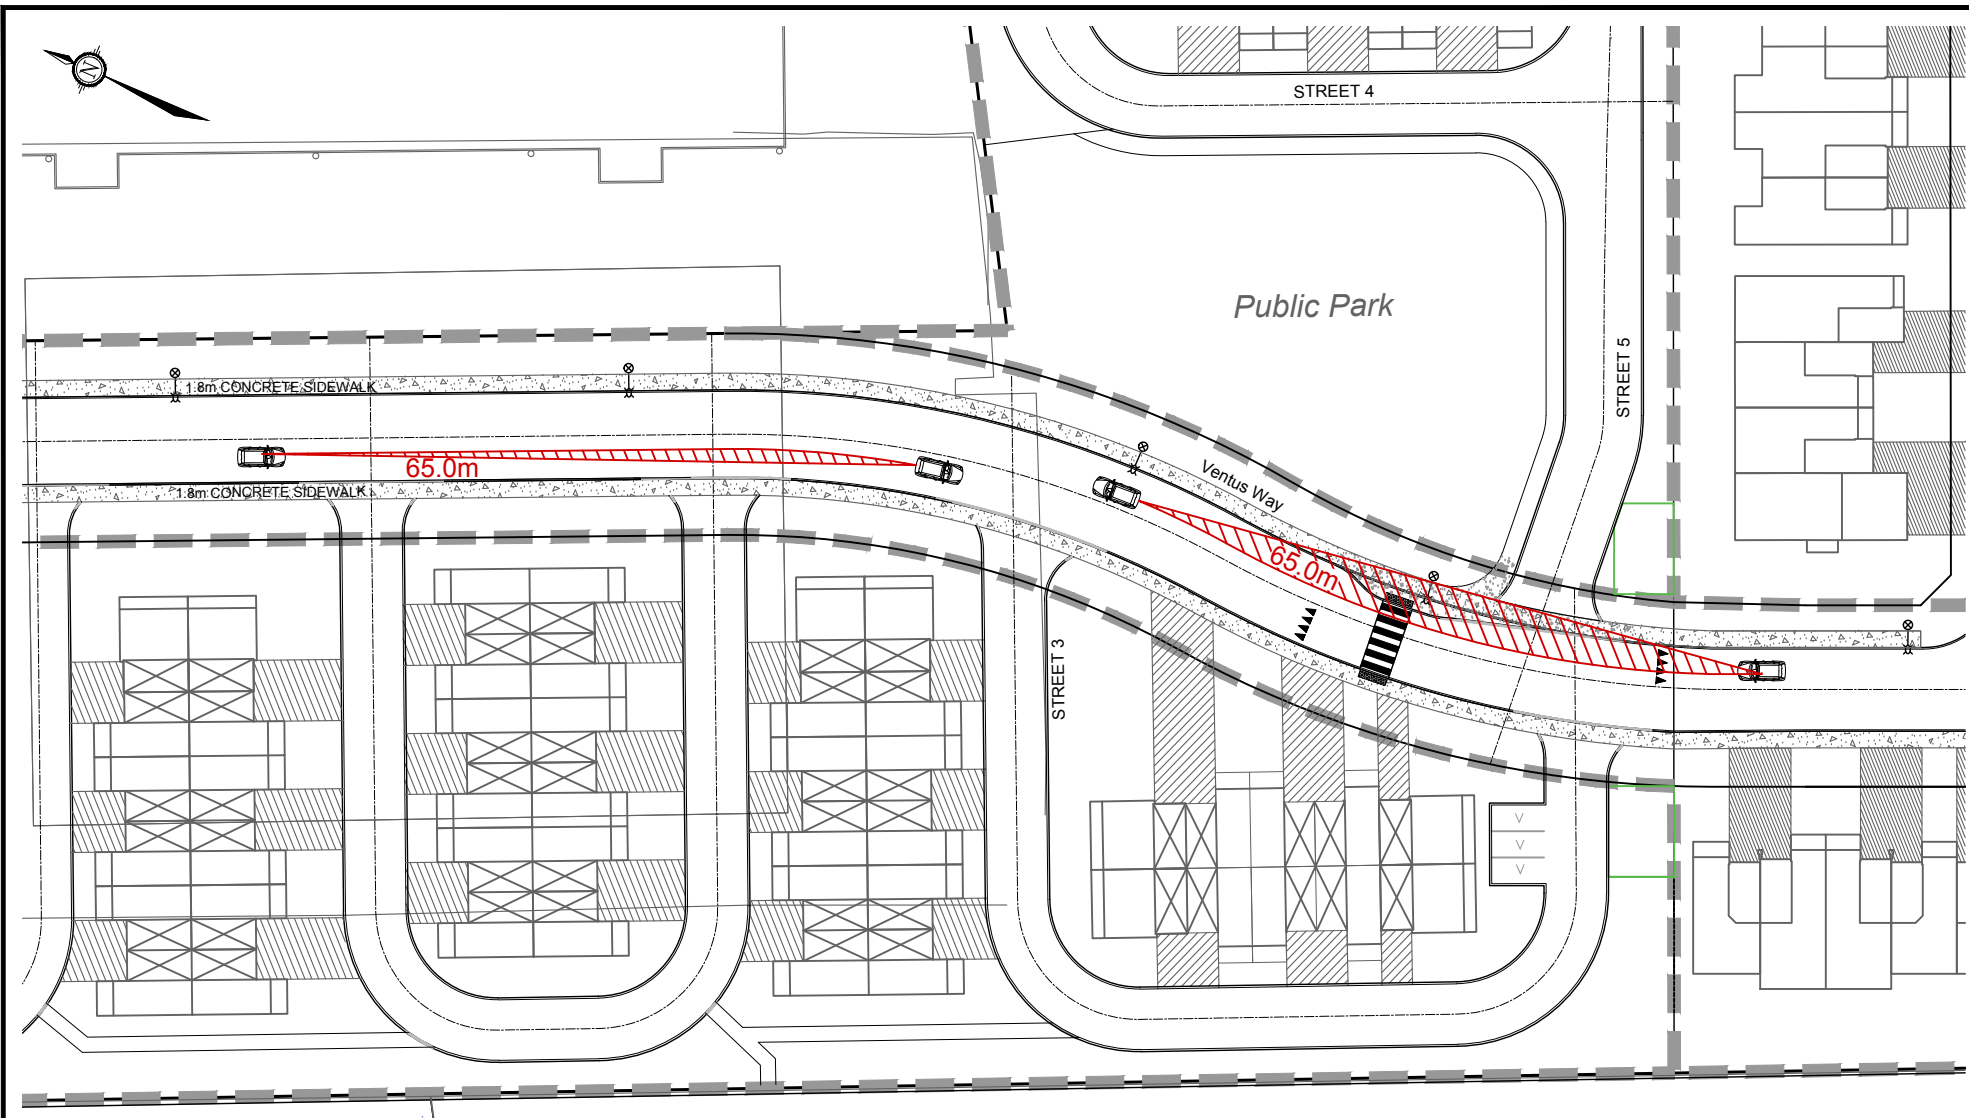 N
STREET 4
Public Park
STREET 5
1.8m CONCRETE SIDEWALK
65.0m
Ventus Way
1.8m CONCRETE SIDEWALK
65.0m
STREET 3